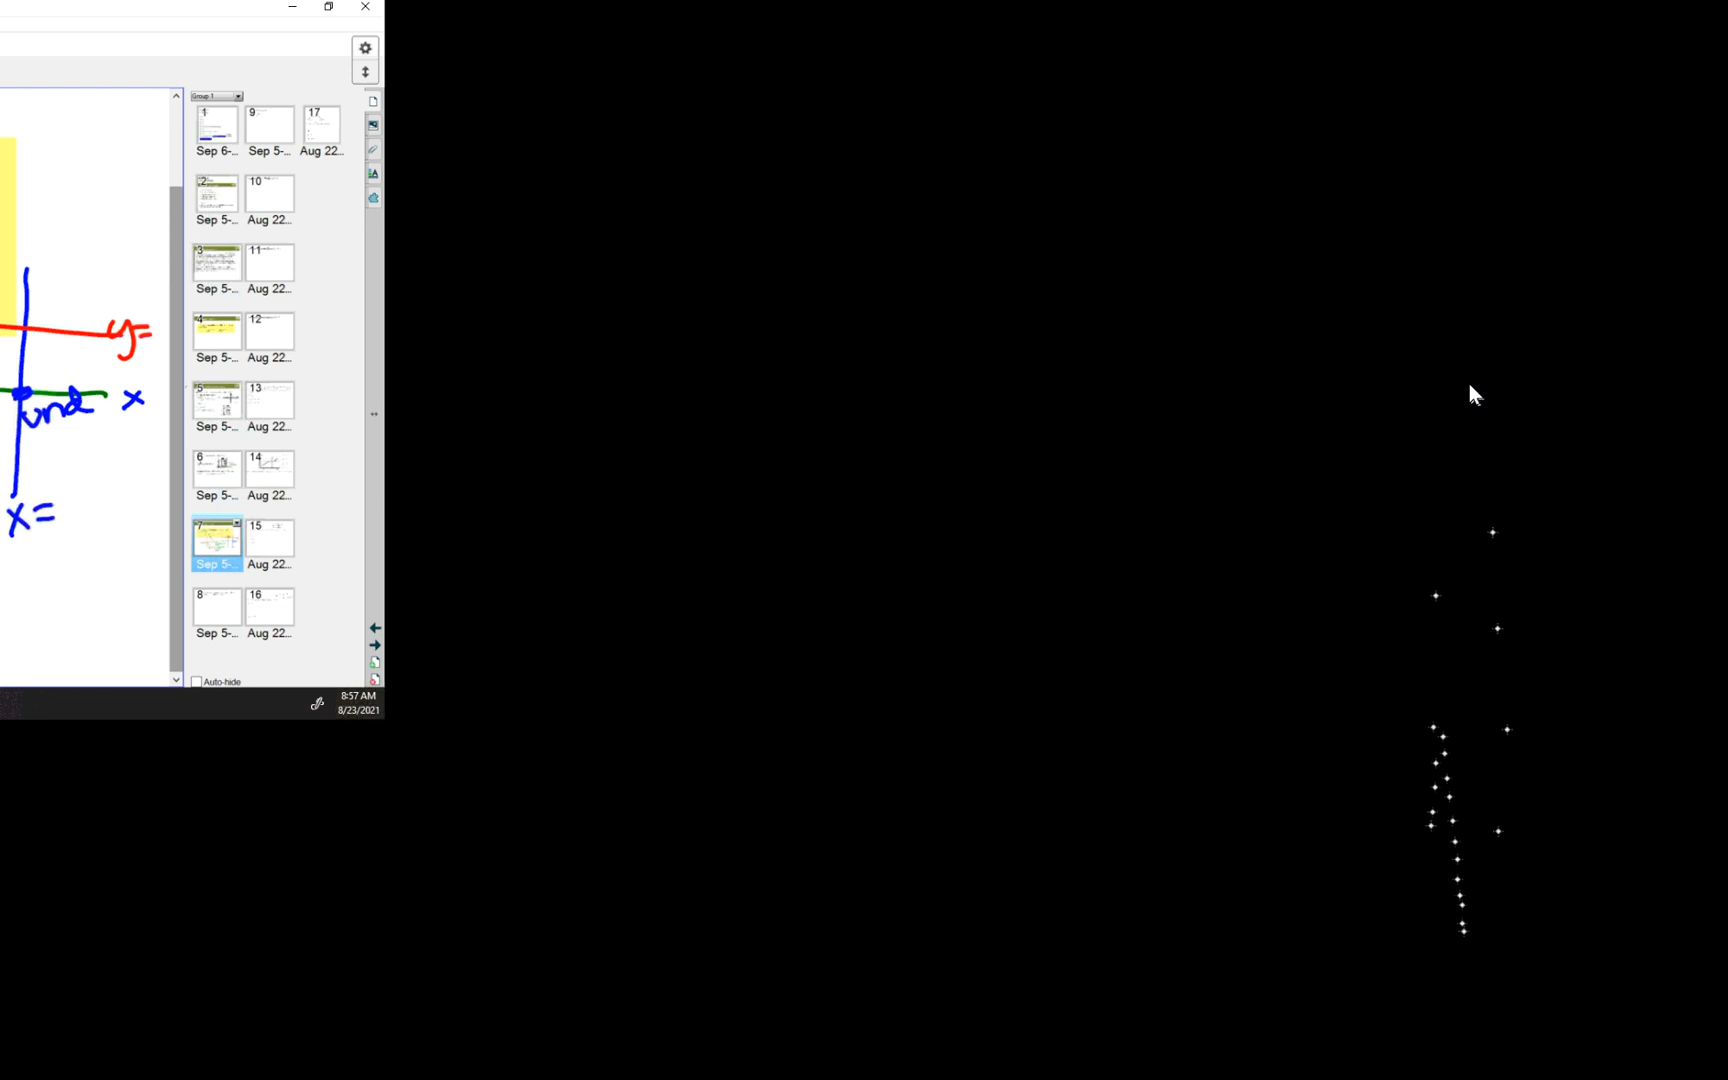 Group 1
1 9 17
Sep 6-... Sep 5-... Aug 22...
2 10
Sep 5-... Aug 22...
3 11
Sep 5-... Aug 22...
4 12
Sep 5-... Aug 22...
y=
5 13
und x
Sep 5-... Aug 22...
6 14
Sep 5-... Aug 22...
x=
7 15
Sep 5-... Aug 22...
8 16
Sep 5-... Aug 22...
Auto-hide
8:57 AM
8/23/2021